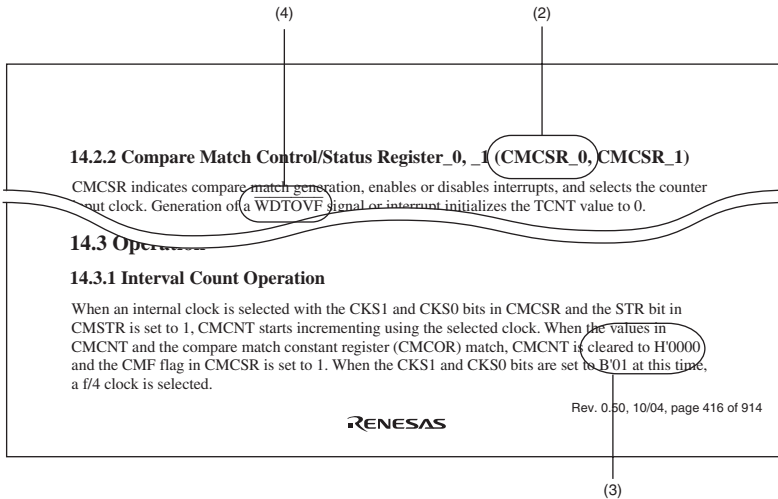 (4) (2)
14.2.2 Compare Match Control/Status Register_0, _1 (CMCSR_0, CMCSR_1)
CMCSR indicates compare match generation, enables or disables interrupts, and selects the counter
input clock. Generation of a WDTOVF signal or interrupt initializes the TCNT value to 0.
14.3 Operation
14.3.1 Interval Count Operation
When an internal clock is selected with the CKS1 and CKS0 bits in CMCSR and the STR bit in
CMSTR is set to 1, CMCNT starts incrementing using the selected clock. When the values in
CMCNT and the compare match constant register (CMCOR) match, CMCNT is cleared to H'0000
and the CMF flag in CMCSR is set to 1. When the CKS1 and CKS0 bits are set to B'01 at this time,
a f/4 clock is selected.
Rev. 0.50, 10/04, page 416 of 914
RENESAS
(3)